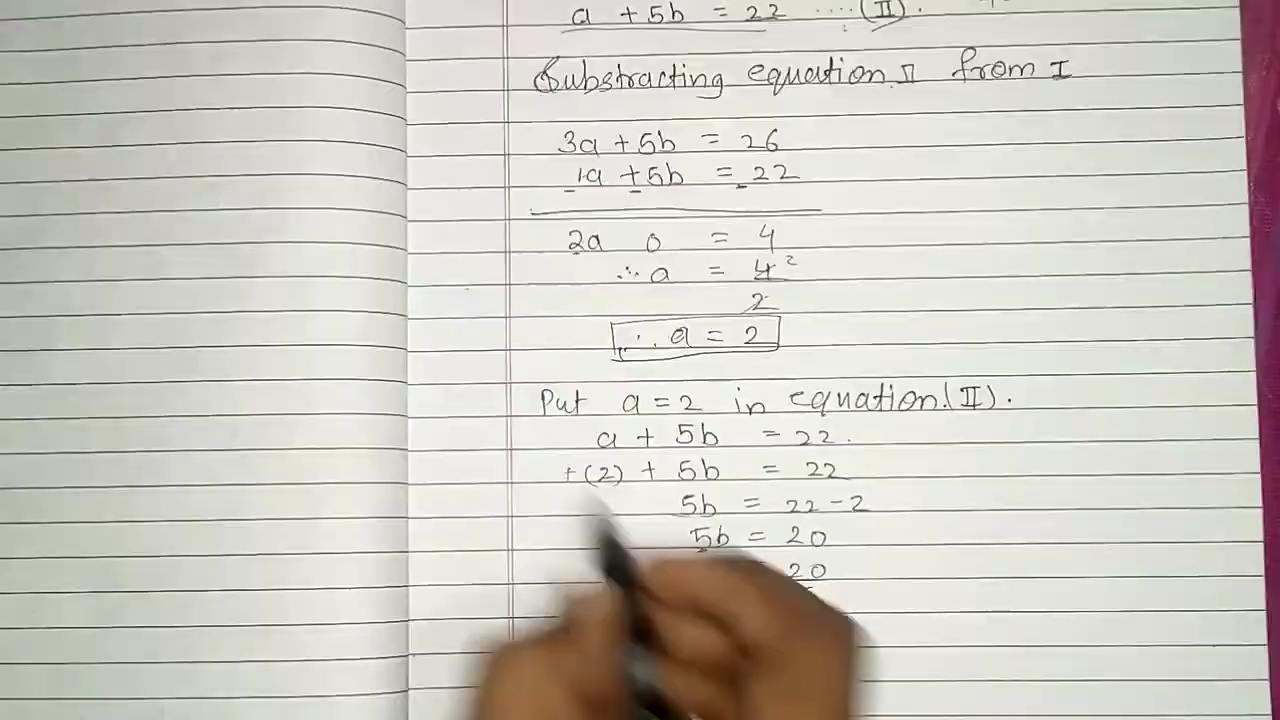 a + 5b = 22 ....(II).
Substracting equation II from I
3a + 5b = 26
1a + 5b = 22
- - -
2a 0 = 4
∴ a = 4 2
2
∴ a = 2
Put a = 2 in equation.(II).
a + 5b = 22.
+(2) + 5b = 22
5b = 22 - 2
5b = 20
20